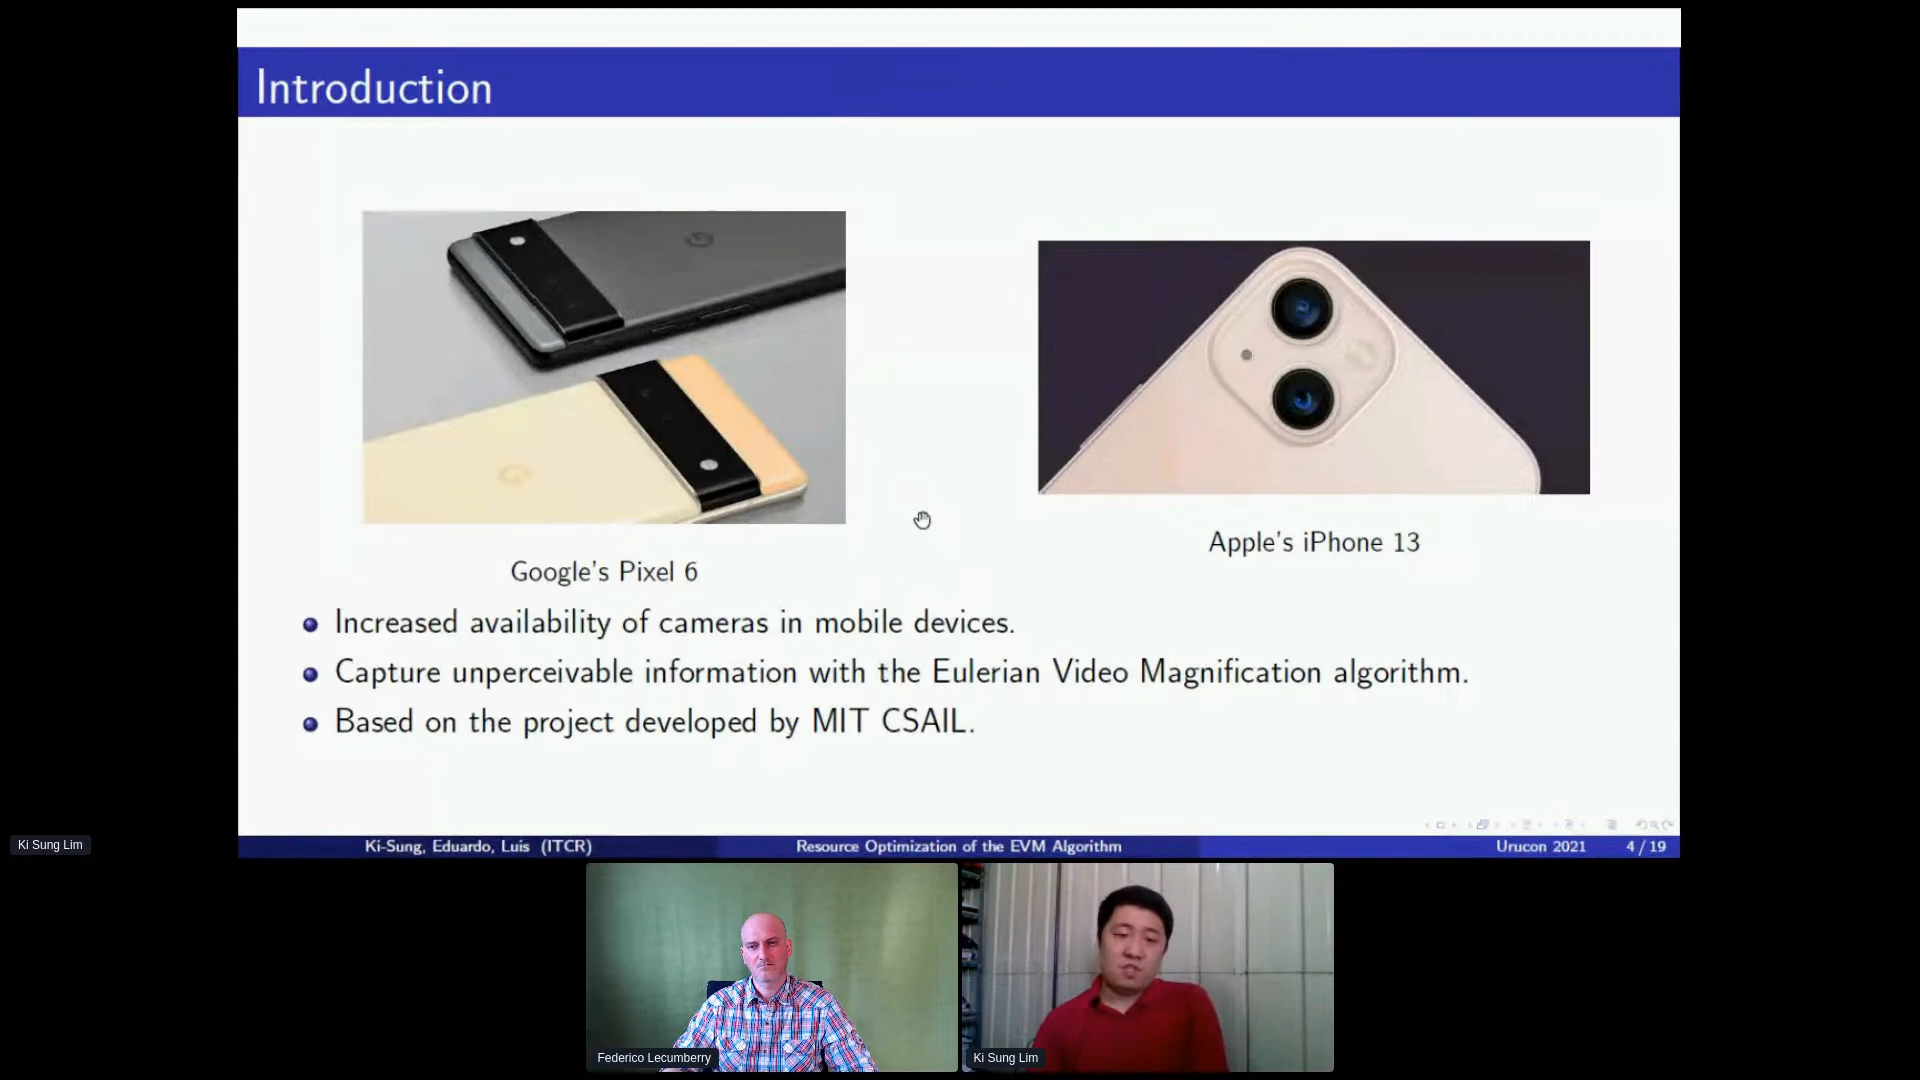 Introduction
Google's Pixel 6
Apple's iPhone 13
Increased availability of cameras in mobile devices.
Capture unperceivable information with the Eulerian Video Magnification algorithm.
Based on the project developed by MIT CSAIL.
Ki-Sung, Eduardo, Luis (ITCR)
Resource Optimization of the EVM Algorithm
Urucon 2021
4 / 19
Ki Sung Lim
Federico Lecumberry
Ki Sung Lim